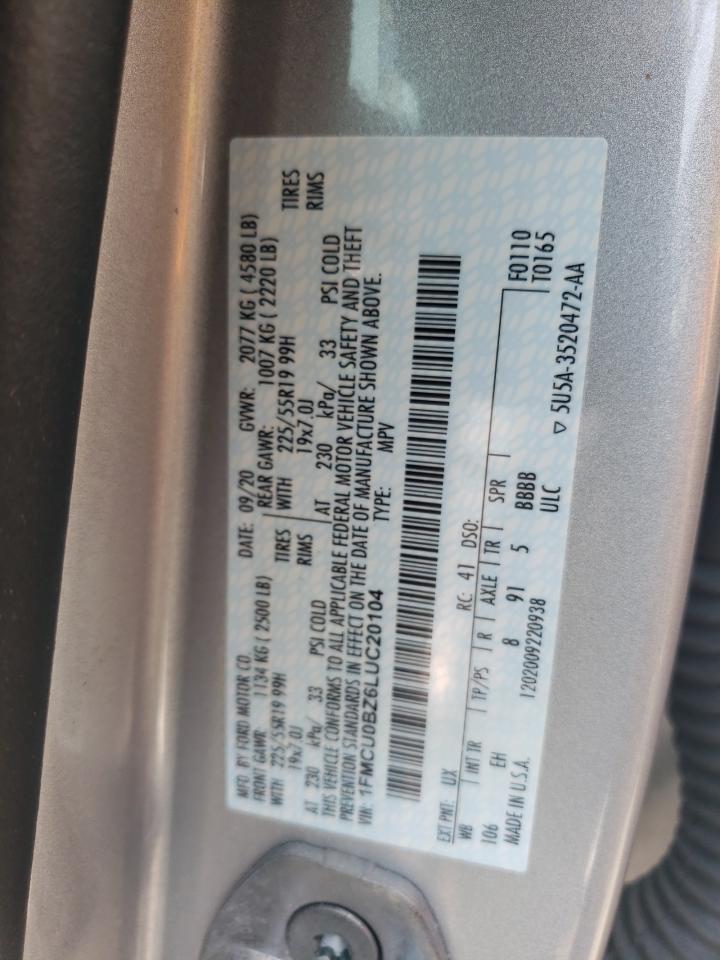 MFD BY FORD MOTOR CO. DATE: 09/20 GVWR: 2077 KG ( 4580 LB)
FRONT GAWR: 1134 KG (2500 LB) REAR GAWR: 1007 KG ( 2220 LB)
WITH 225/55R19 99H TIRES WITH 225/55R19 99H TIRES
19x7.0J RIMS 19x7.0J RIMS
AT 230 kPa/ 33 PSI COLD AT 230 kPa/ 33 PSI COLD
THIS VEHICLE CONFORMS TO ALL APPLICABLE FEDERAL MOTOR VEHICLE SAFETY AND THEFT
PREVENTION STANDARDS IN EFFECT ON THE DATE OF MANUFACTURE SHOWN ABOVE.
VIN: 1FMCU0BZ6LUC20104 TYPE: MPV
EXT PNT: UX RC: 41 DSO:
WB INT TR TP/PS R AXLE TR SPR F0110
106 EH 8 91 5 BBBB T0165
MADE IN U.S.A. 1202009220938 ULC ▽ 5U5A-3520472-AA